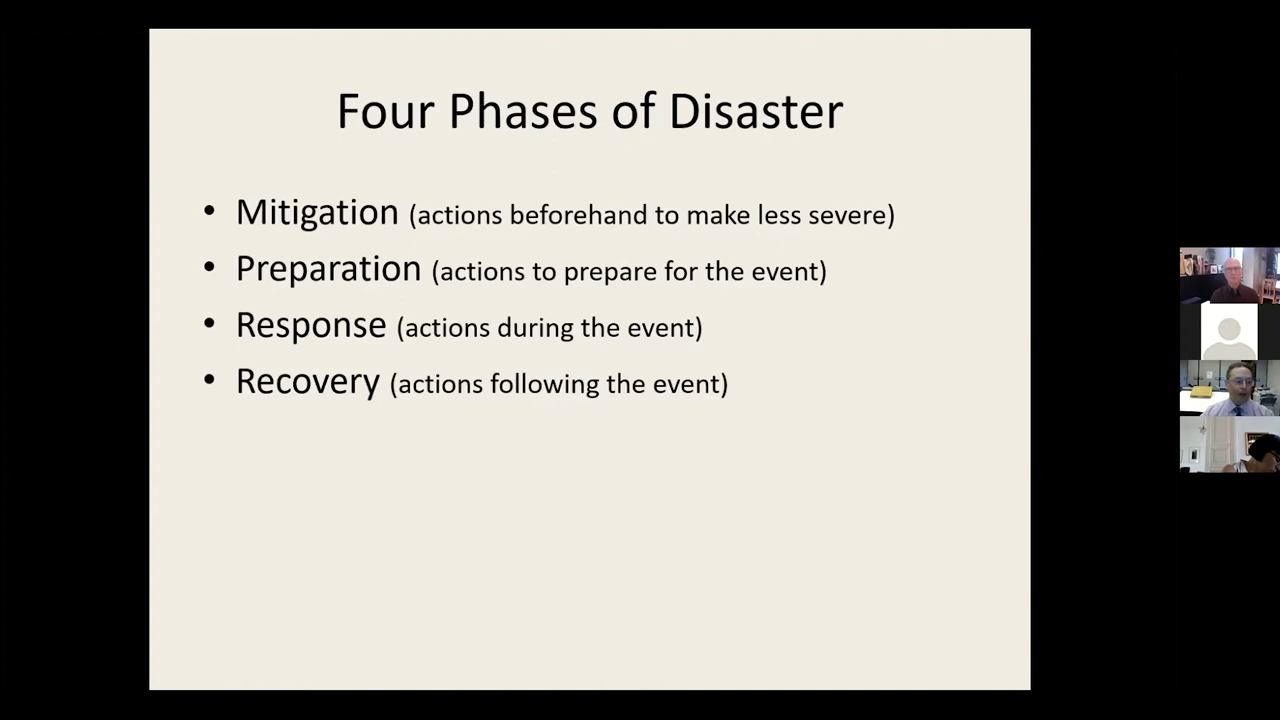 Four Phases of Disaster
• Mitigation (actions beforehand to make less severe)
• Preparation (actions to prepare for the event)
• Response (actions during the event)
• Recovery (actions following the event)